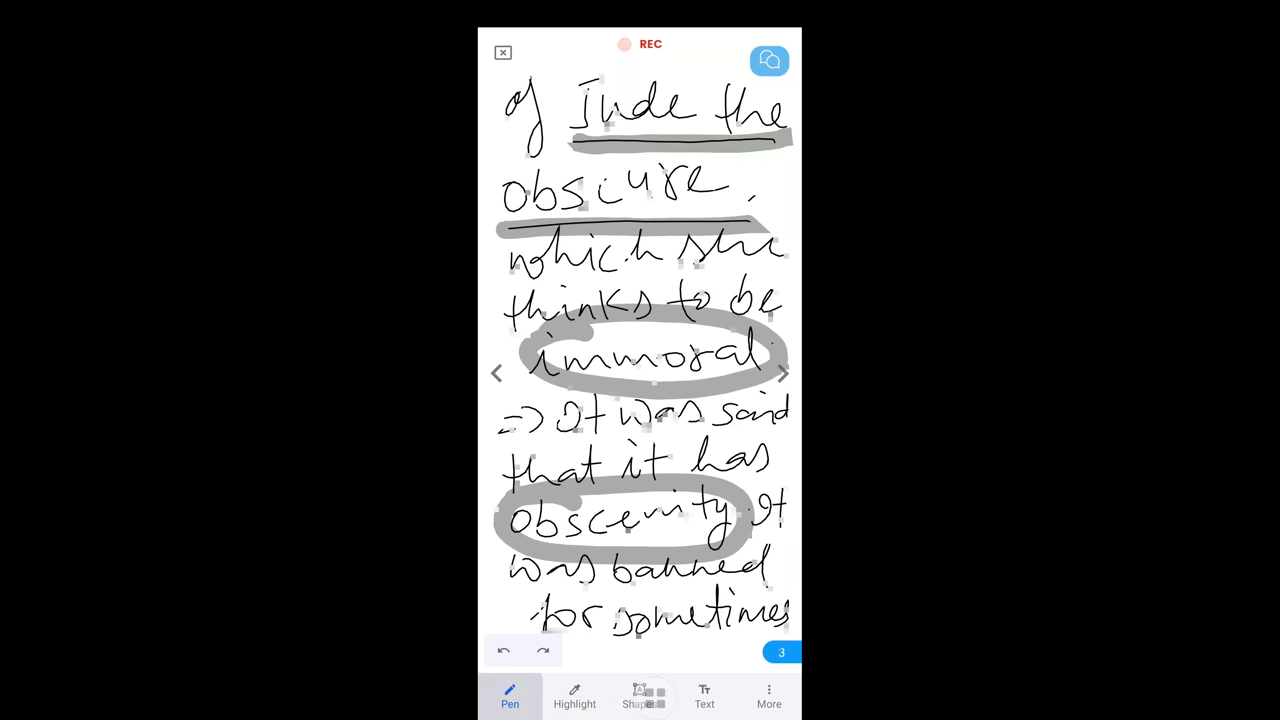 REC
of Jude the
obscure.
which she
thinks to be
immoral.
=> It was said
that it has
obscenity. It
was banned
for sometimes
3
Pen Highlight Shapes Text More